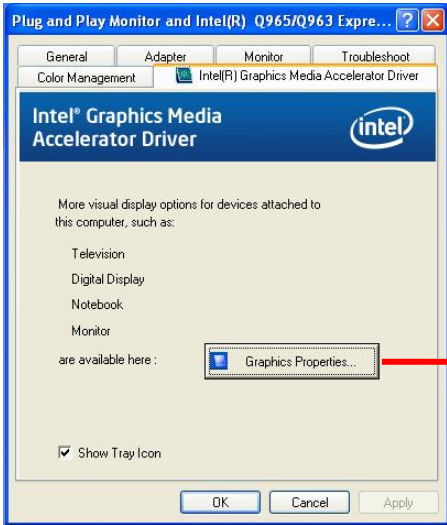 Plug and Play Monitor and Intel(R) Q965/Q963 Expre...
General Adapter Monitor Troubleshoot
Color Management Intel(R) Graphics Media Accelerator Driver
Intel® Graphics Media
Accelerator Driver
intel
More visual display options for devices attached to
this computer, such as:
Television
Digital Display
Notebook
Monitor
are available here :
Graphics Properties...
Show Tray Icon
OK Cancel Apply